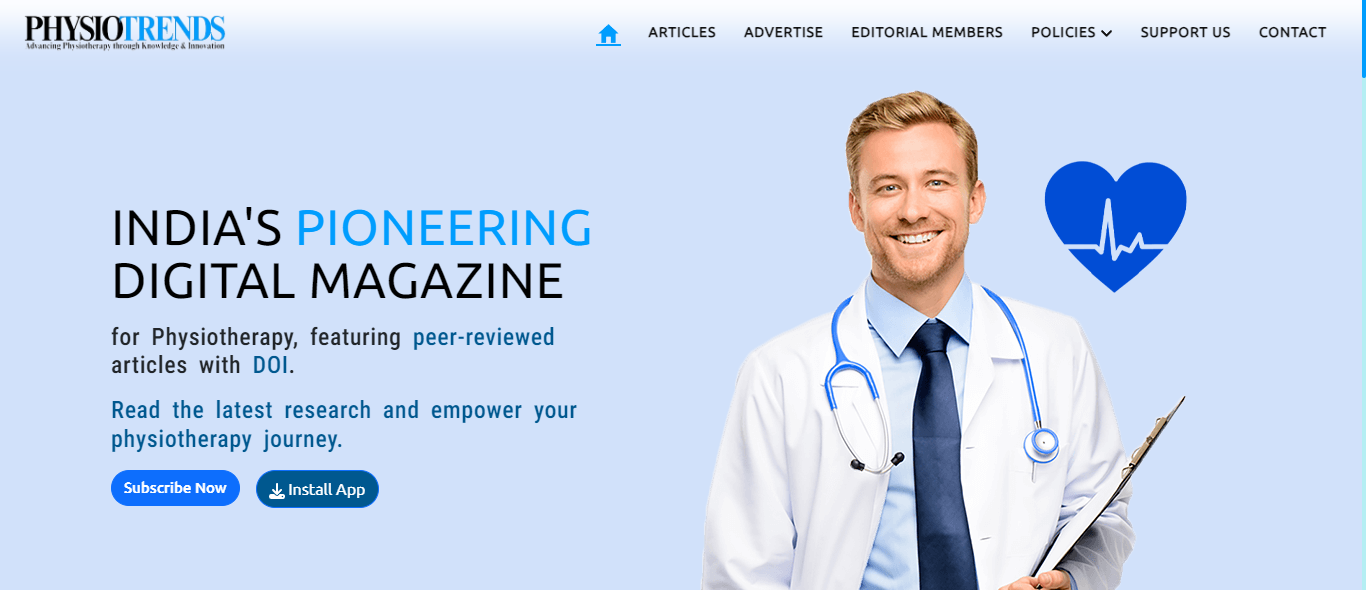 PHYSIOTRENDS
Advancing Physiotherapy through Knowledge & Innovation
ARTICLES
ADVERTISE
EDITORIAL MEMBERS
POLICIES
SUPPORT US
CONTACT
INDIA'S PIONEERING
DIGITAL MAGAZINE
for Physiotherapy, featuring peer-reviewed
articles with DOI.
Read the latest research and empower your
physiotherapy journey.
Subscribe Now
Install App